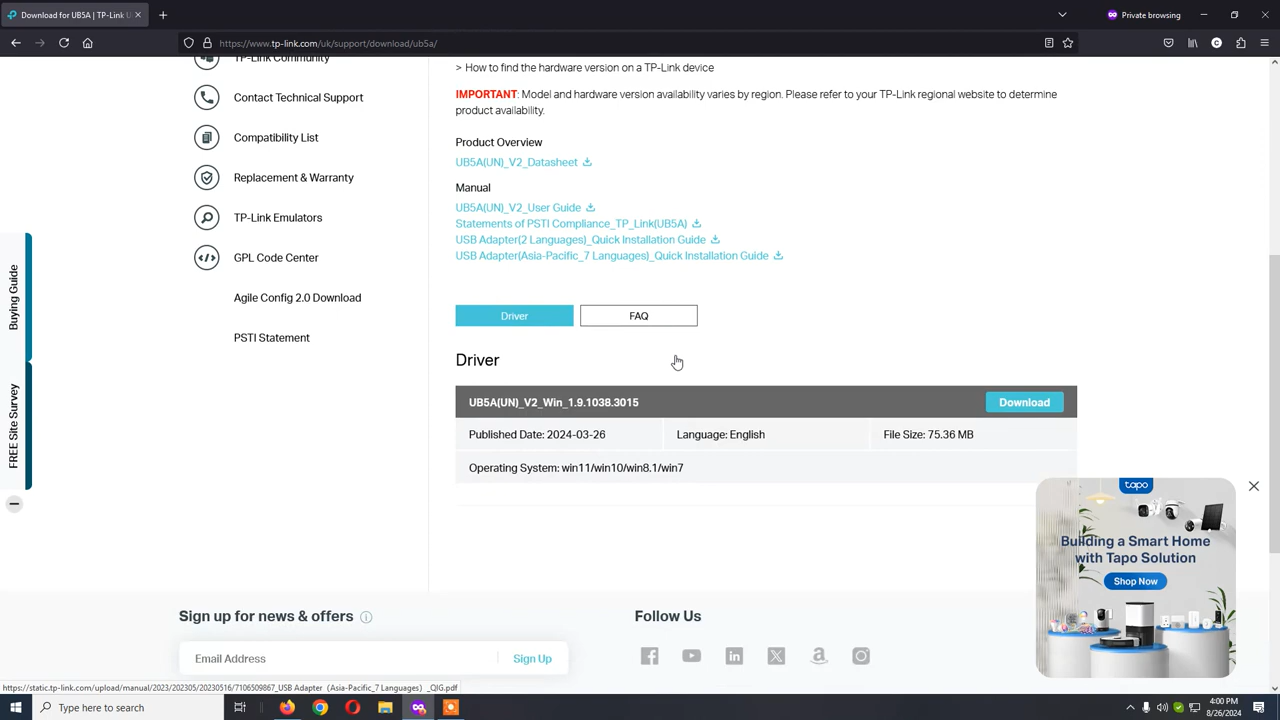 Download for UB5A | TP-Link U
Private browsing
https://www.tp-link.com/uk/support/download/ub5a/
TP-Link Community
Contact Technical Support
Compatibility List
Replacement & Warranty
TP-Link Emulators
GPL Code Center
Agile Config 2.0 Download
PSTI Statement
Buying Guide
FREE Site Survey
> How to find the hardware version on a TP-Link device
IMPORTANT: Model and hardware version availability varies by region. Please refer to your TP-Link regional website to determine
product availability.
Product Overview
UB5A(UN)_V2_Datasheet
Manual
UB5A(UN)_V2_User Guide
Statements of PSTI Compliance_TP_Link(UB5A)
USB Adapter(2 Languages)_Quick Installation Guide
USB Adapter(Asia-Pacific_7 Languages)_Quick Installation Guide
Driver
FAQ
Driver
UB5A(UN)_V2_Win_1.9.1038.3015
Download
Published Date: 2024-03-26
Language: English
File Size: 75.36 MB
Operating System: win11/win10/win8.1/win7
tapo
Building a Smart Home
with Tapo Solution
Shop Now
Sign up for news & offers
Email Address
Sign Up
Follow Us
https://static.tp-link.com/upload/manual/2023/202305/20230516/7106509867_USB Adapter（Asia-Pacific_7 Languages）_QIG.pdf
Type here to search
4:00 PM
8/26/2024